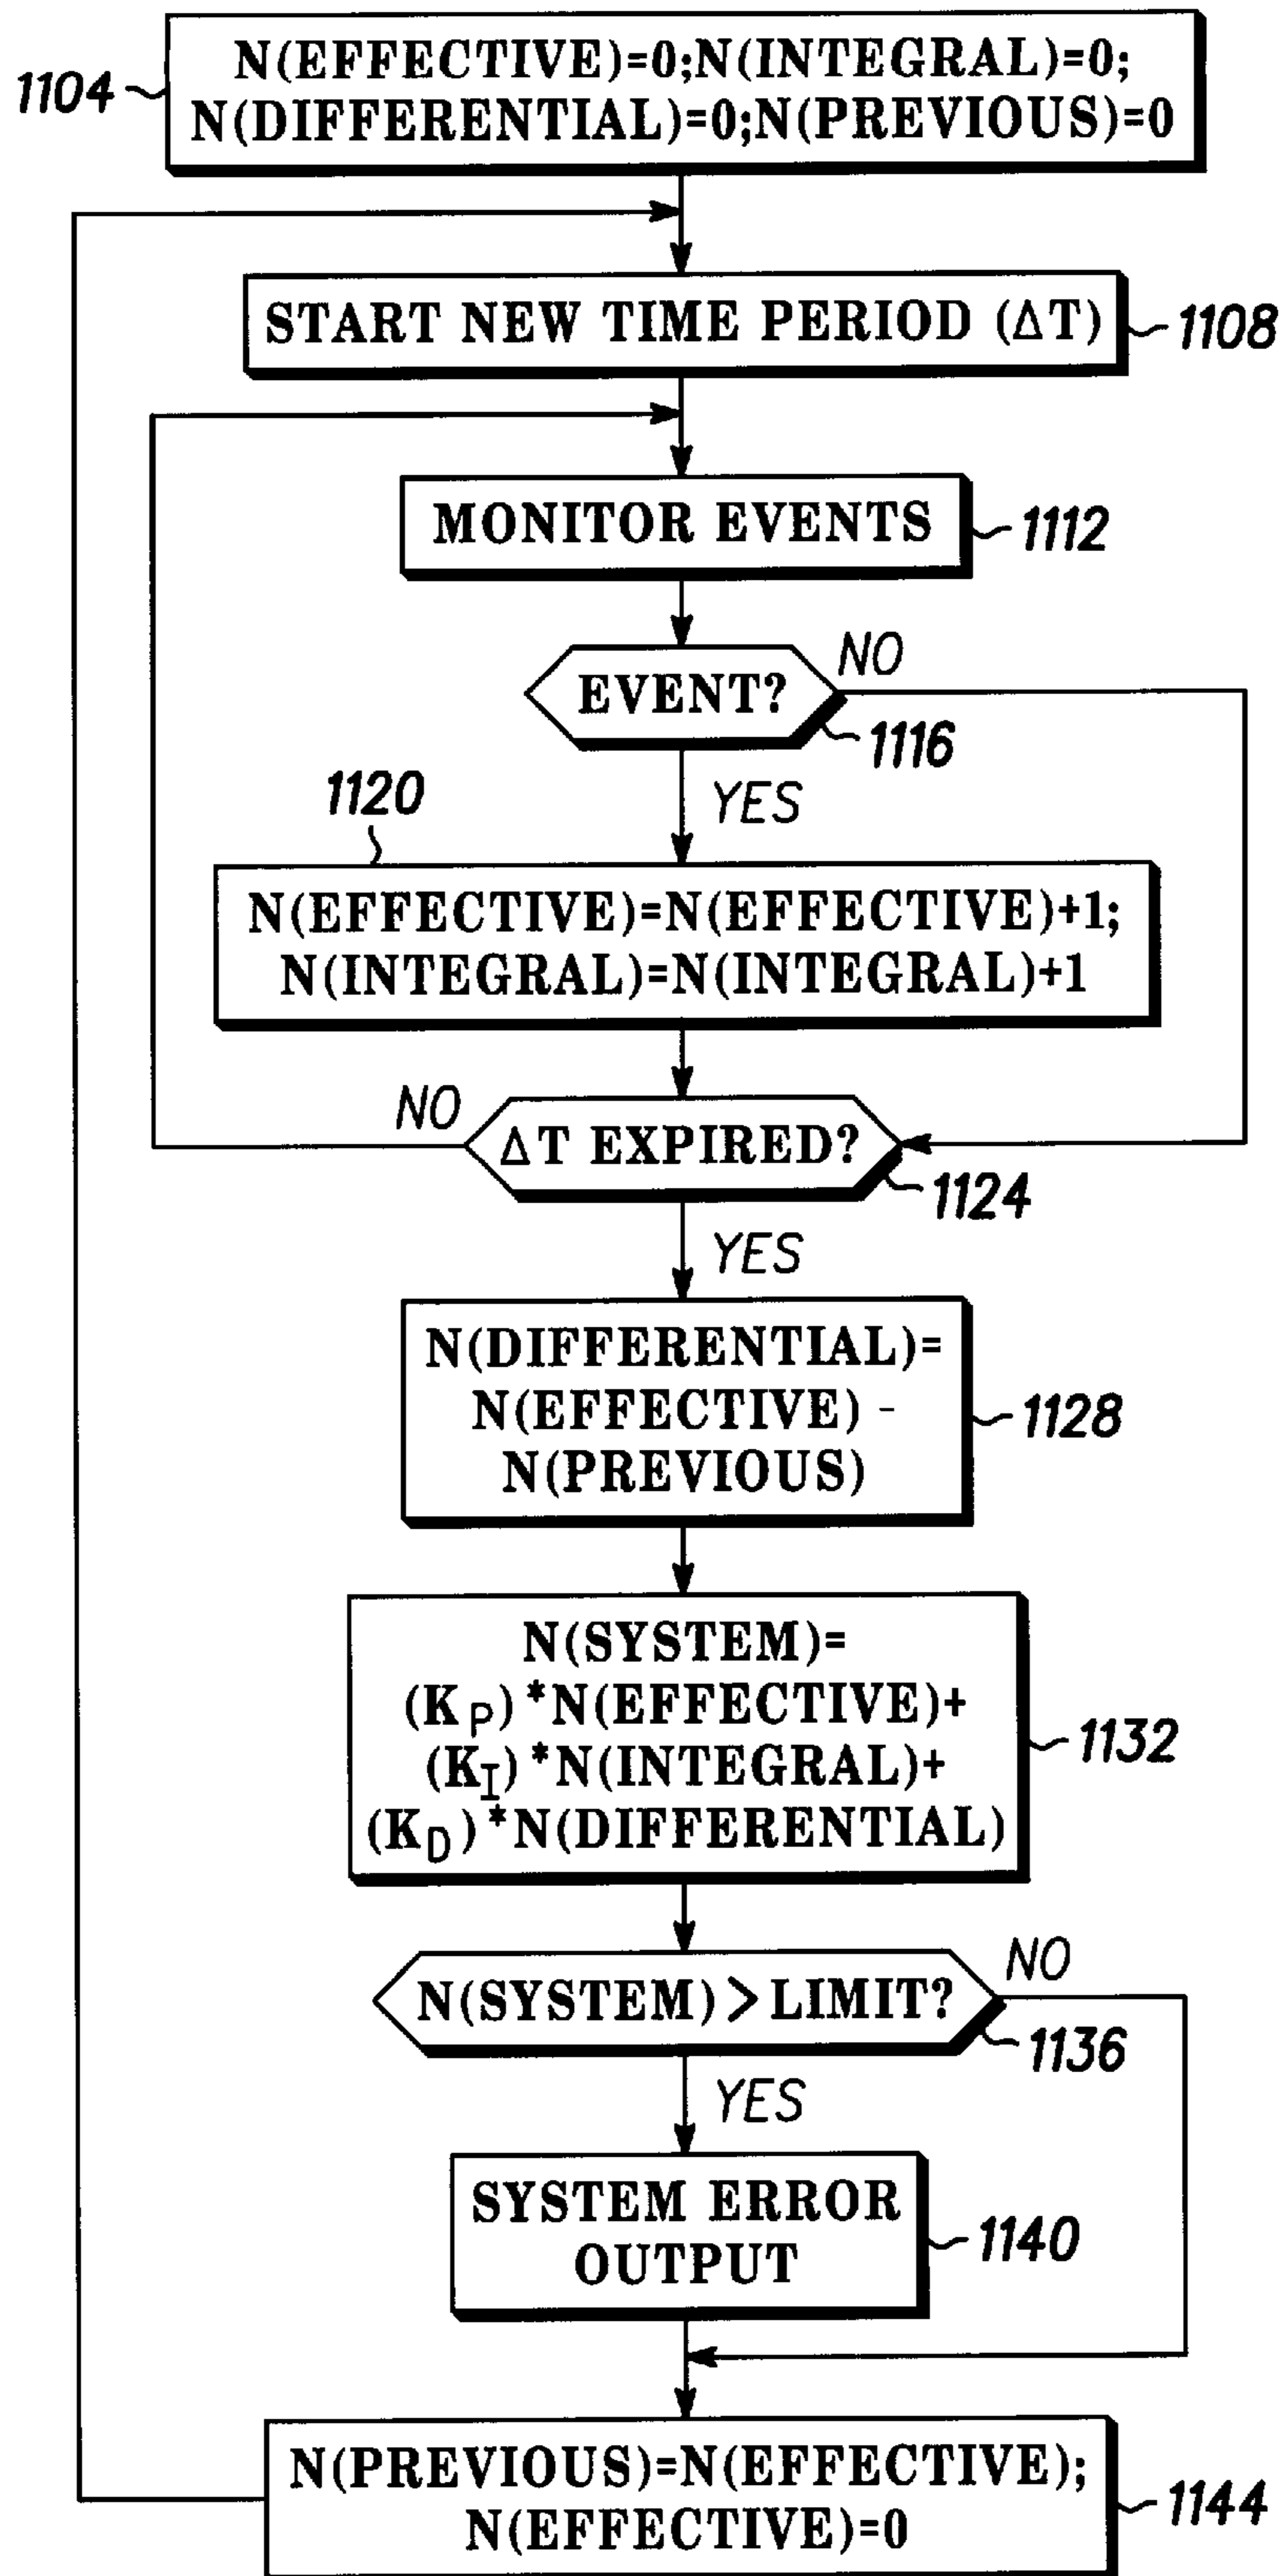 N(EFFECTIVE)=0;N(INTEGRAL)=0;
1104
N(DIFFERENTIAL)=0;N(PREVIOUS)=0
START NEW TIME PERIOD (ΔT)
1108
MONITOR EVENTS
1112
NO
EVENT?
1116
YES
1120
N(EFFECTIVE)=N(EFFECTIVE)+1;
N(INTEGRAL)=N(INTEGRAL)+1
NO
ΔT EXPIRED?
1124
YES
N(DIFFERENTIAL)=
N(EFFECTIVE) -
N(PREVIOUS)
1128
N(SYSTEM)=
(K_P)*N(EFFECTIVE)+
(K_I)*N(INTEGRAL)+
(K_D)*N(DIFFERENTIAL)
1132
NO
N(SYSTEM)>LIMIT?
1136
YES
SYSTEM ERROR
OUTPUT
1140
N(PREVIOUS)=N(EFFECTIVE);
N(EFFECTIVE)=0
1144